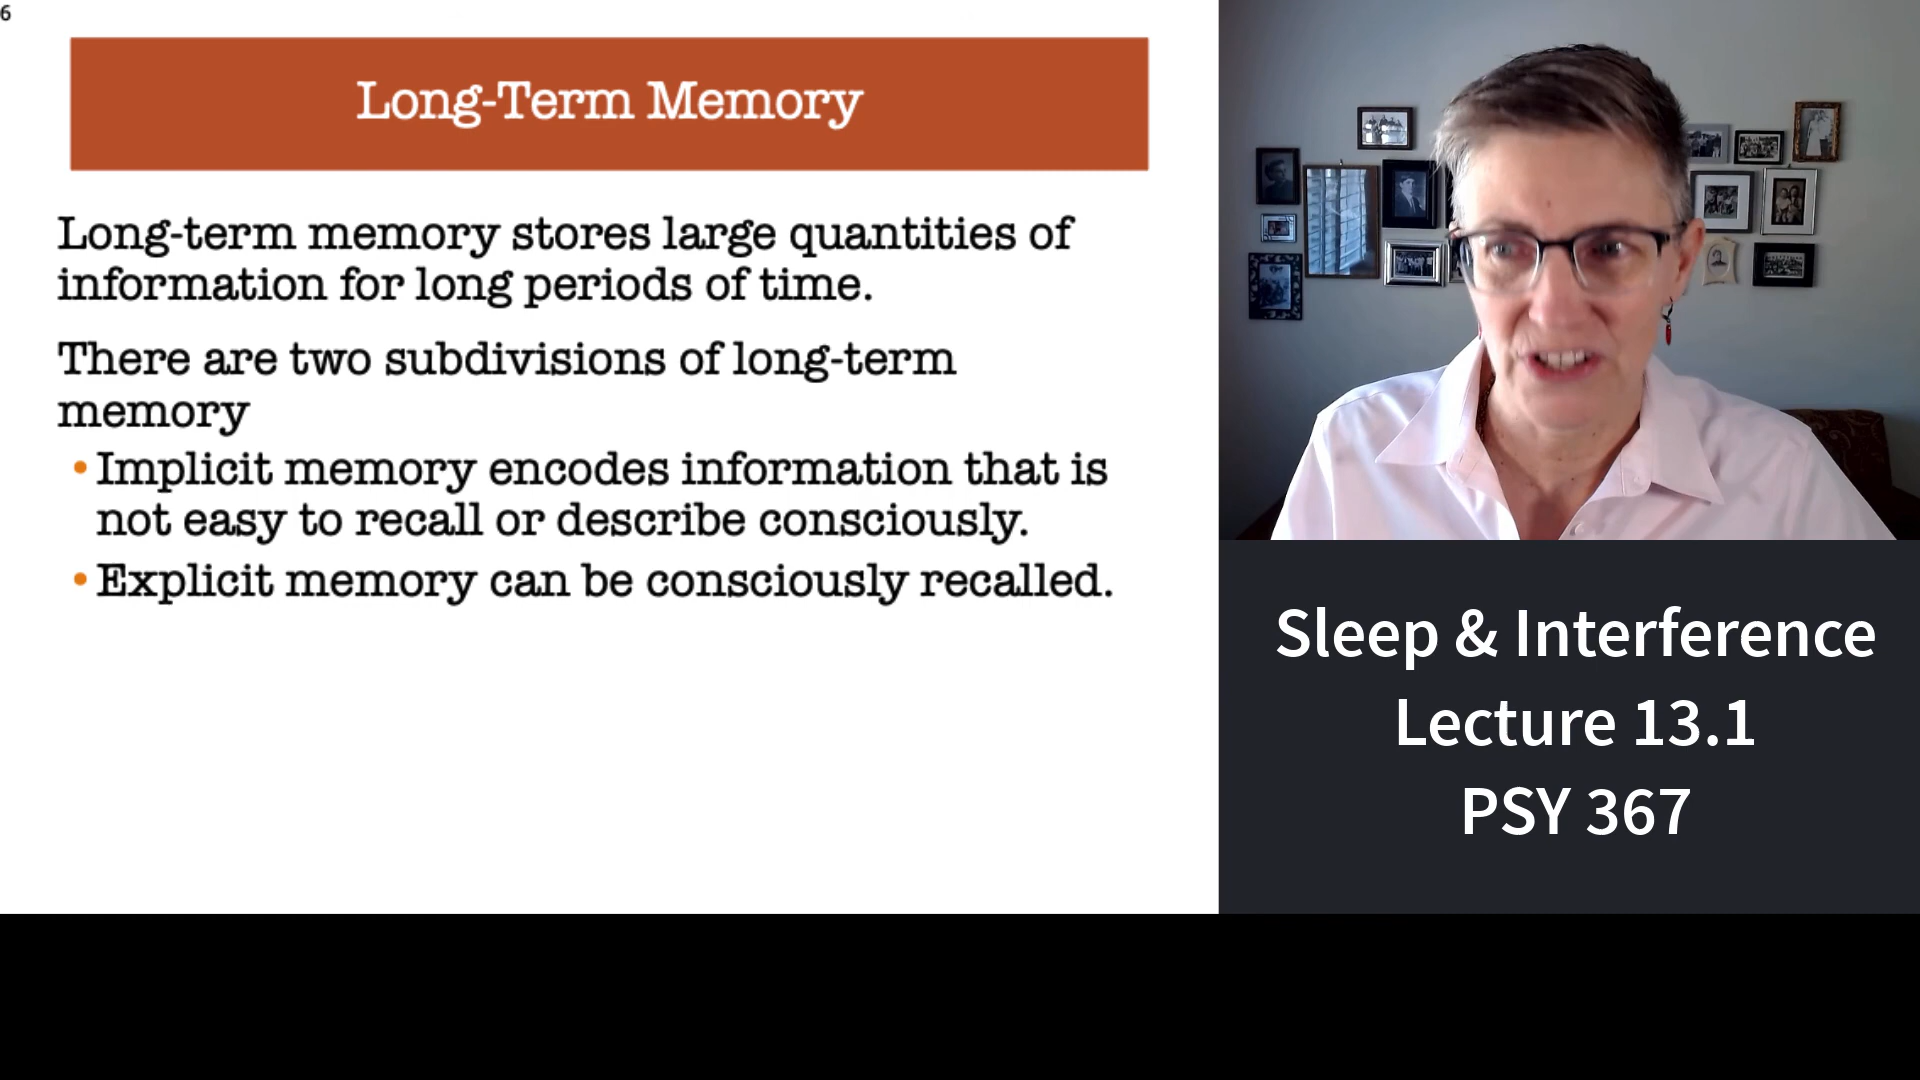 6
Long-Term Memory
Long-term memory stores large quantities of
information for long periods of time.
There are two subdivisions of long-term
memory
• Implicit memory encodes information that is
not easy to recall or describe consciously.
• Explicit memory can be consciously recalled.
Sleep & Interference
Lecture 13.1
PSY 367